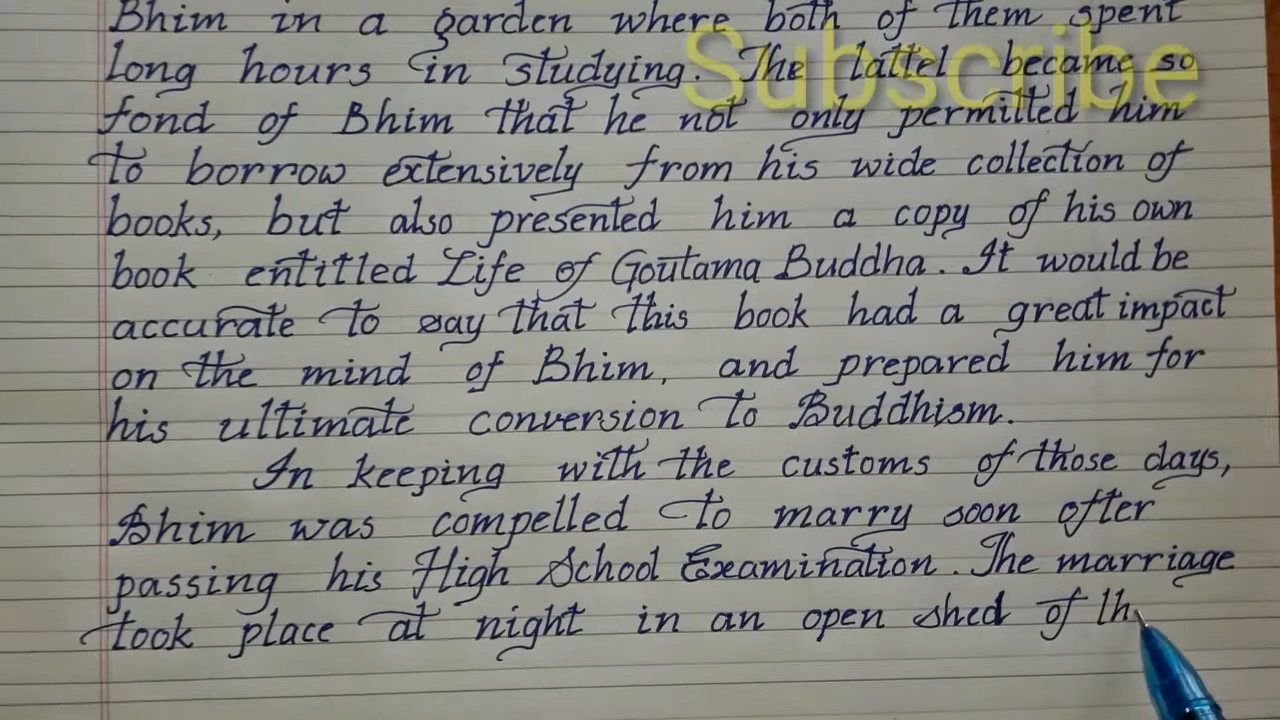 Bhim in a garden where both of them spent
long hours in studying. The lattel became so
fond of Bhim that he not only permitted him
to borrow extensively from his wide collection of
books, but also presented him a copy of his own
book entitled Life of Goutama Buddha. It would be
accurate to say that this book had a great impact
on the mind of Bhim, and prepared him for
his ultimate conversion to Buddhism.
In keeping with the customs of those days,
Bhim was compelled to marry soon ofter
passing his High School Examination. The marriage
took place at night in an open shed of th
Subscribe